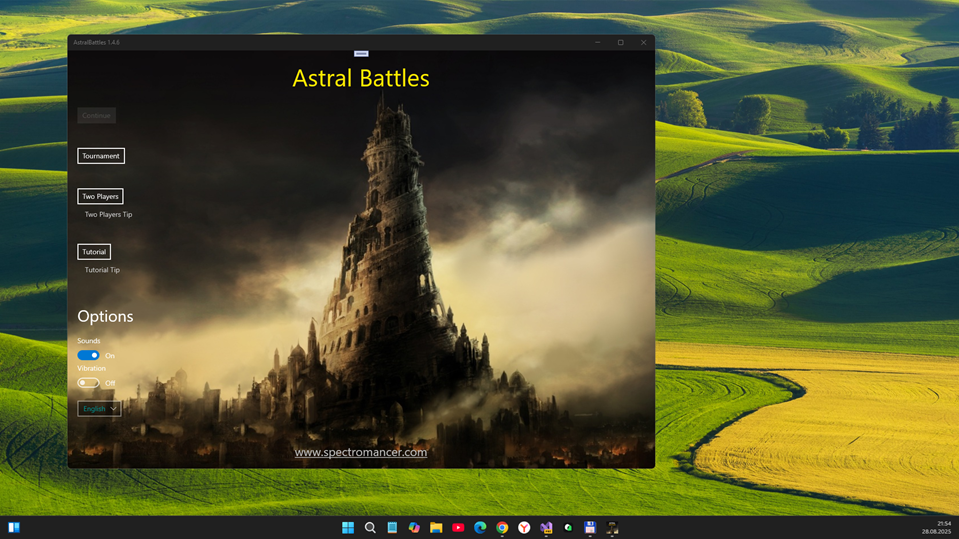 AstralBattles 1.4.6
Astral Battles
Continue
Tournament
Two Players
Two Players Tip
Tutorial
Tutorial Tip
Options
Sounds
On
Vibration
Off
English
www.spectromancer.com
21:54
28.08.2025